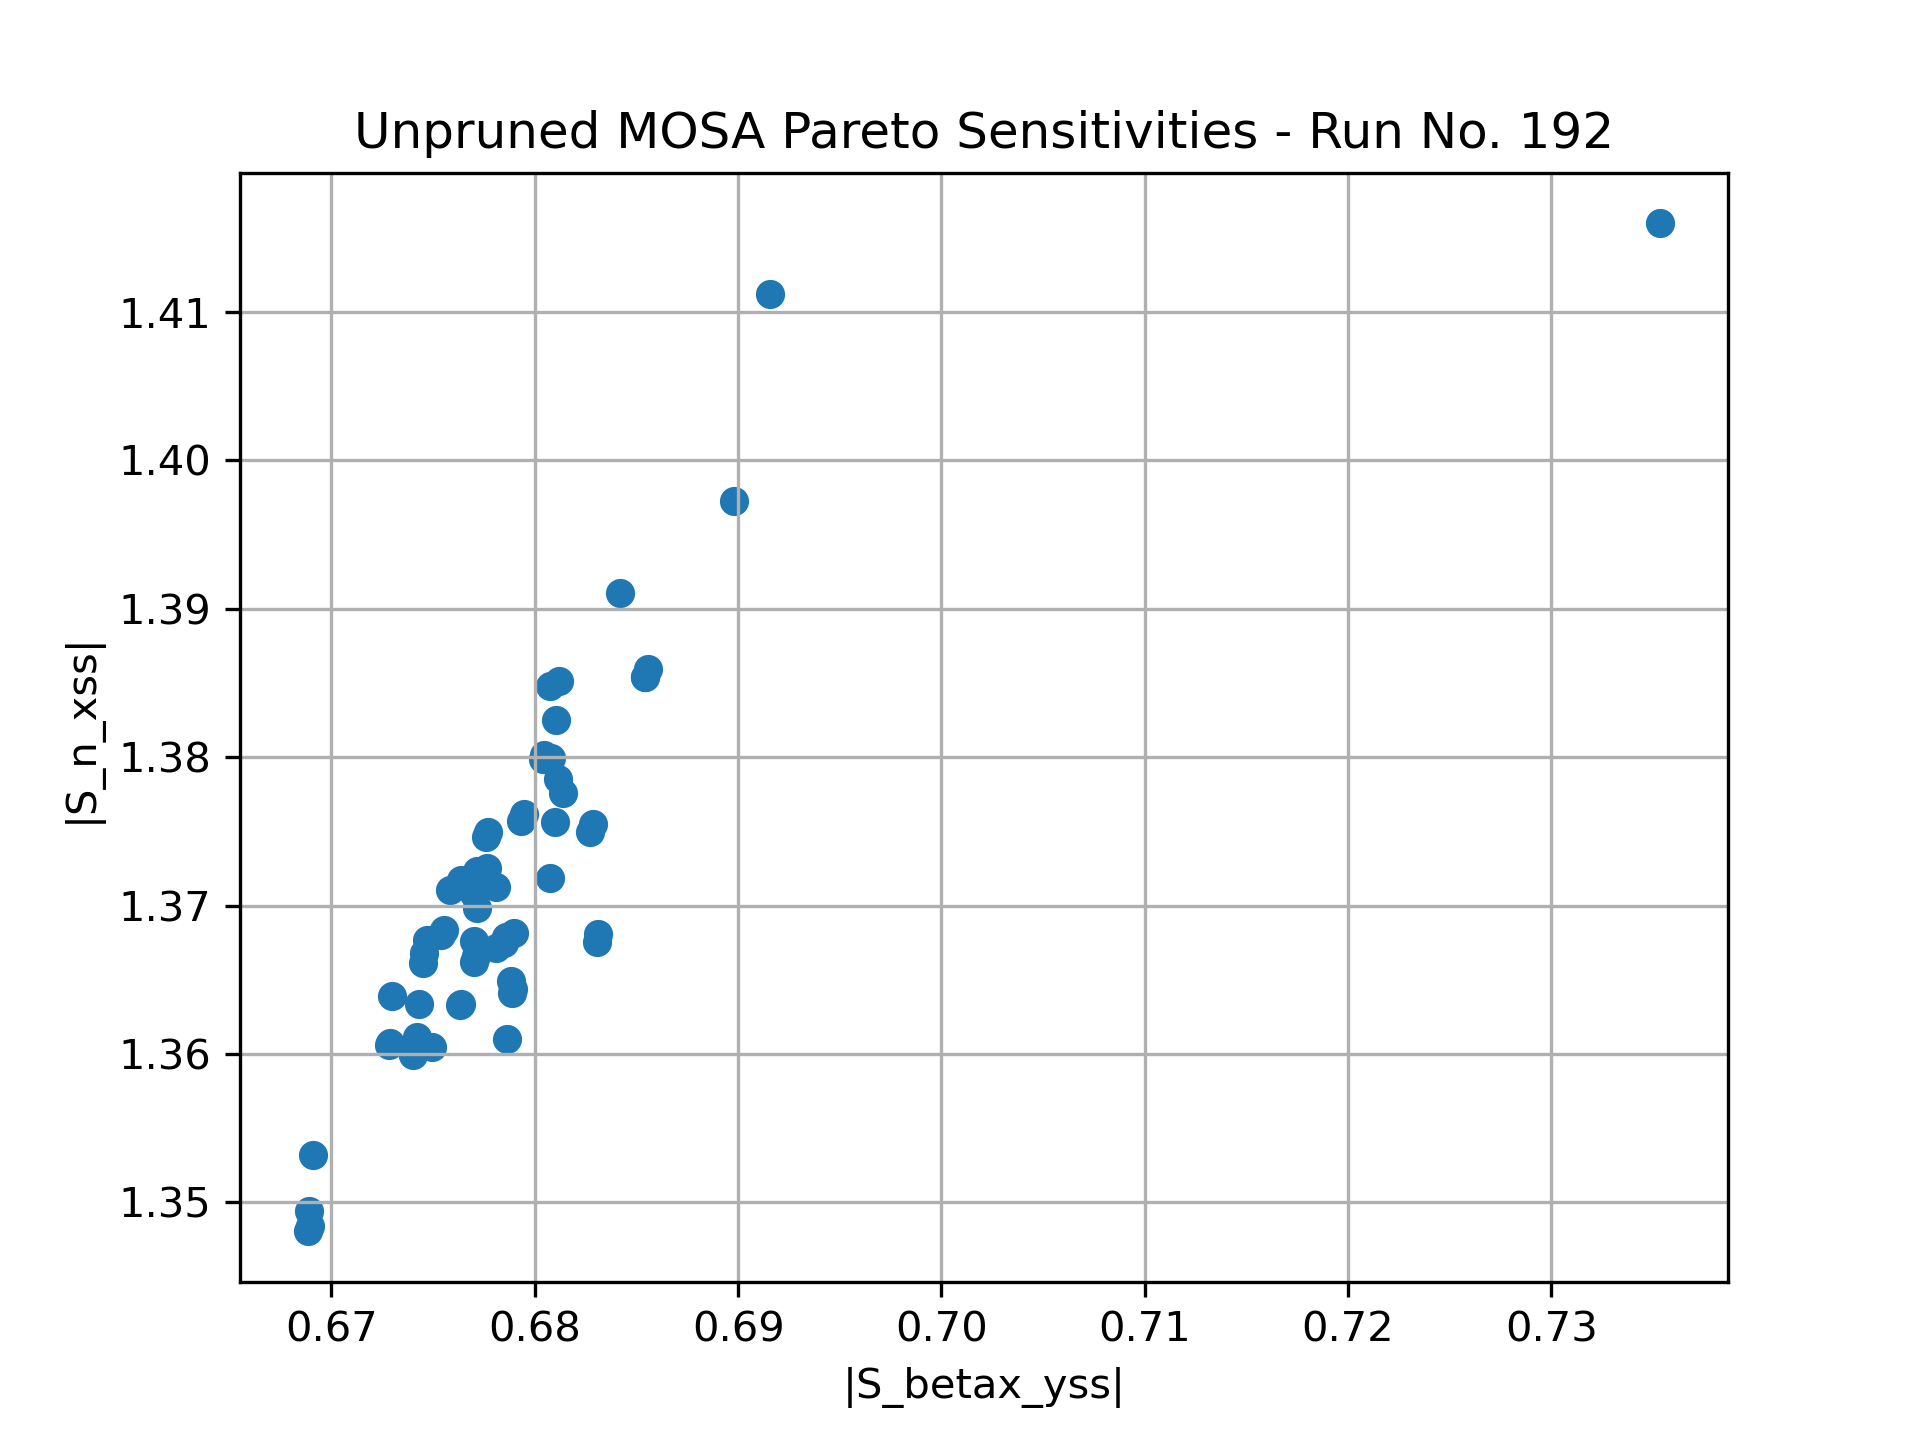 Unpruned MOSA Pareto Sensitivities - Run No. 192
1.41
1.40
1.39
1.38
1.37
1.36
1.35
|S_n_xss|
0.67 0.68 0.69 0.70 0.71 0.72 0.73
|S_betax_yss|